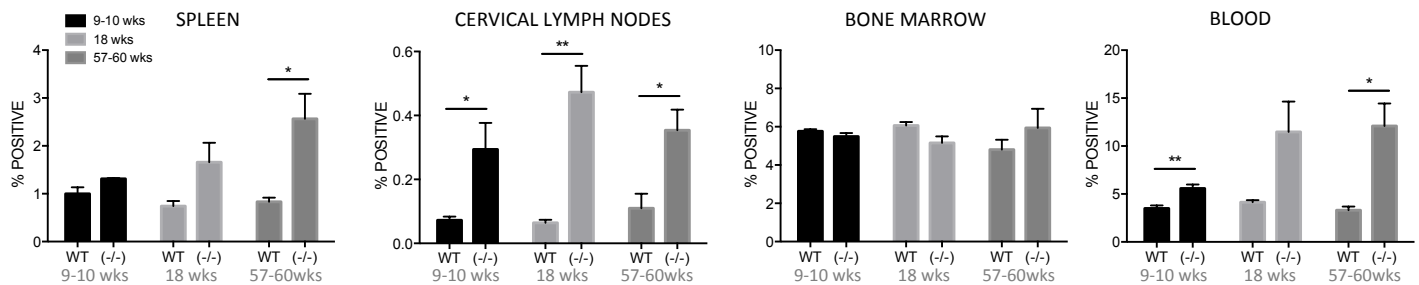 SPLEEN
9-10 wks
18 wks
57-60 wks
% POSITIVE
4
3
2
1
0
*
WT (-/-) WT (-/-) WT (-/-)
9-10 wks 18 wks 57-60wks
CERVICAL LYMPH NODES
% POSITIVE
0.6
0.4
0.2
0.0
* ** *
WT (-/-) WT (-/-) WT (-/-)
9-10 wks 18 wks 57-60wks
BONE MARROW
% POSITIVE
10
8
6
4
2
0
WT (-/-) WT (-/-) WT (-/-)
9-10 wks 18 wks 57-60wks
BLOOD
% POSITIVE
20
15
10
5
0
** *
WT (-/-) WT (-/-) WT (-/-)
9-10 wks 18 wks 57-60wks